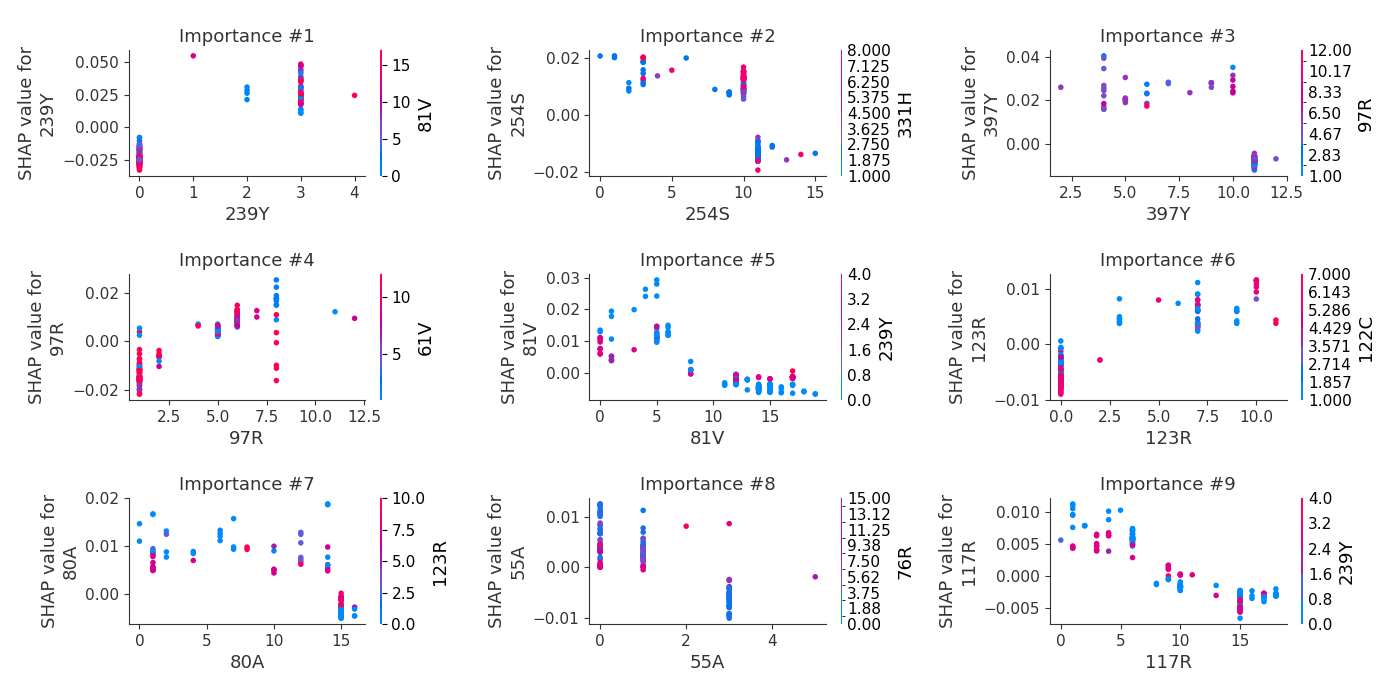 Importance #1
SHAP value for
239Y
0.050
0.025
0.000
−0.025
0 1 2 3 4
239Y
15
10
5
0
81V
Importance #2
SHAP value for
254S
0.02
0.00
−0.02
0 5 10 15
254S
8.000
7.125
6.250
5.375
4.500
3.625
2.750
1.875
1.000
331H
Importance #3
SHAP value for
397Y
0.04
0.02
0.00
2.5 5.0 7.5 10.0 12.5
397Y
12.00
10.17
8.33
6.50
4.67
2.83
1.00
97R
Importance #4
SHAP value for
97R
0.02
0.00
−0.02
2.5 5.0 7.5 10.0 12.5
97R
10
5
61V
Importance #5
SHAP value for
81V
0.03
0.02
0.01
0.00
0 5 10 15
81V
4.0
3.2
2.4
1.6
0.8
0.0
239Y
Importance #6
SHAP value for
123R
0.01
0.00
−0.01
0.0 2.5 5.0 7.5 10.0
123R
7.000
6.143
5.286
4.429
3.571
2.714
1.857
1.000
122C
Importance #7
SHAP value for
80A
0.02
0.01
0.00
0 5 10 15
80A
10.0
7.5
5.0
2.5
0.0
123R
Importance #8
SHAP value for
55A
0.01
0.00
−0.01
0 2 4
55A
15.00
13.12
11.25
9.38
7.50
5.62
3.75
1.88
0.00
76R
Importance #9
SHAP value for
117R
0.010
0.005
0.000
−0.005
0 5 10 15
117R
4.0
3.2
2.4
1.6
0.8
0.0
239Y